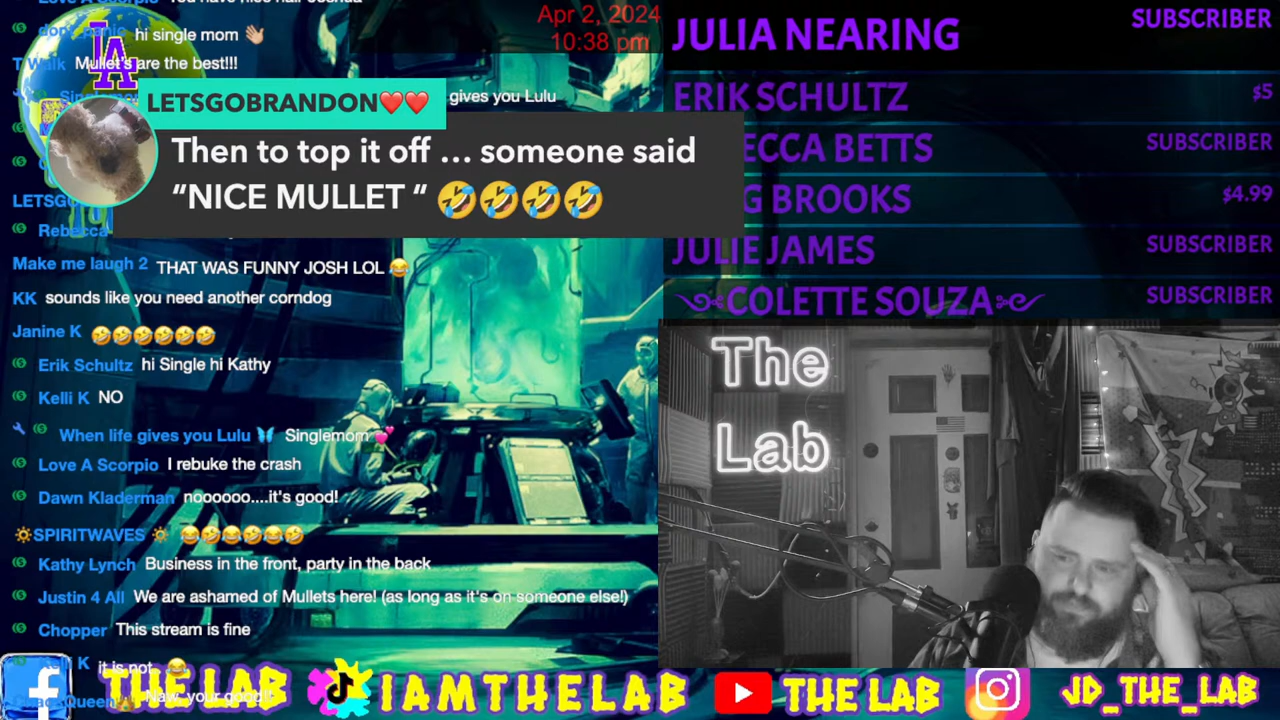 hi single mom 👋🏼
Apr 2, 2024
10:38 pm
LA
T Walk Mullet's are the best!!!
LETSGOBRANDON❤️❤️
gives you Lulu
Then to top it off ... someone said
“NICE MULLET “ 🤣🤣🤣🤣
LETSGO
Rebecca
Make me laugh 2 THAT WAS FUNNY JOSH LOL 😂
KK sounds like you need another corndog
Janine K 🤣🤣🤣🤣🤣🤣
Erik Schultz hi Single hi Kathy
Kelli K NO
When life gives you Lulu 🦋 Singlemom 💕
Love A Scorpio I rebuke the crash
Dawn Kladerman noooooo....it's good!
🔅SPIRITWAVES 🔅 😂🤣😂🤣😂🤣
Kathy Lynch Business in the front, party in the back
Justin 4 All We are ashamed of Mullets here! (as long as it's on someone else!)
Chopper This stream is fine
K it is not 😂
Naw, your good!!
JULIA NEARING SUBSCRIBER
ERIK SCHULTZ $5
ECCA BETTS SUBSCRIBER
G BROOKS $4.99
JULIE JAMES SUBSCRIBER
COLETTE SOUZA SUBSCRIBER
The
Lab
THE LAB
IAMTHELAB
THE LAB
JD_THE_LAB